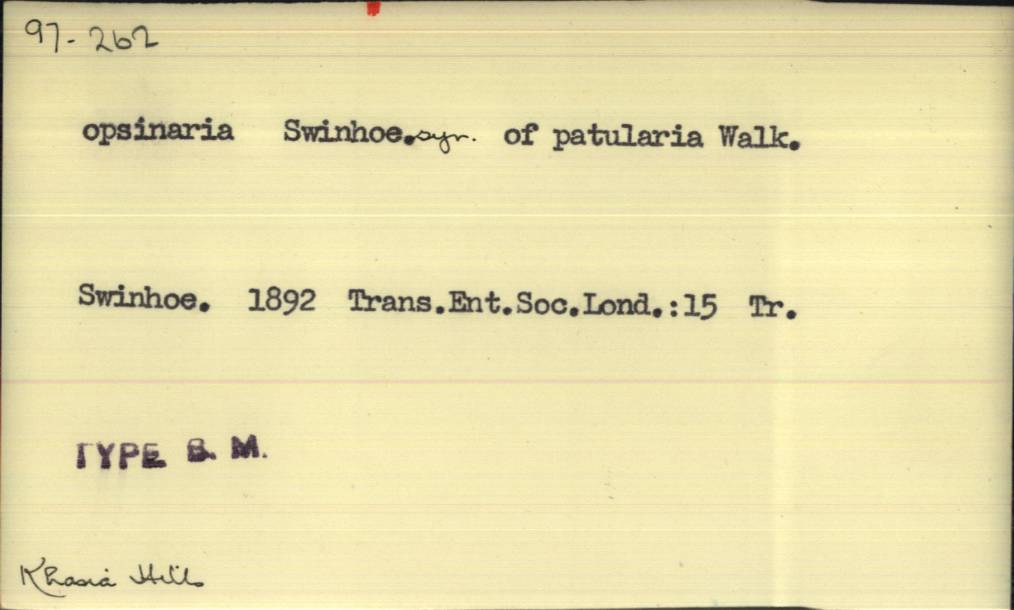 97-262
opsinaria Swinhoe. syn. of patularia Walk.
Swinhoe. 1892 Trans.Ent.Soc.Lond.:15 Tr.
TYPE B. M.
Khasia Hills